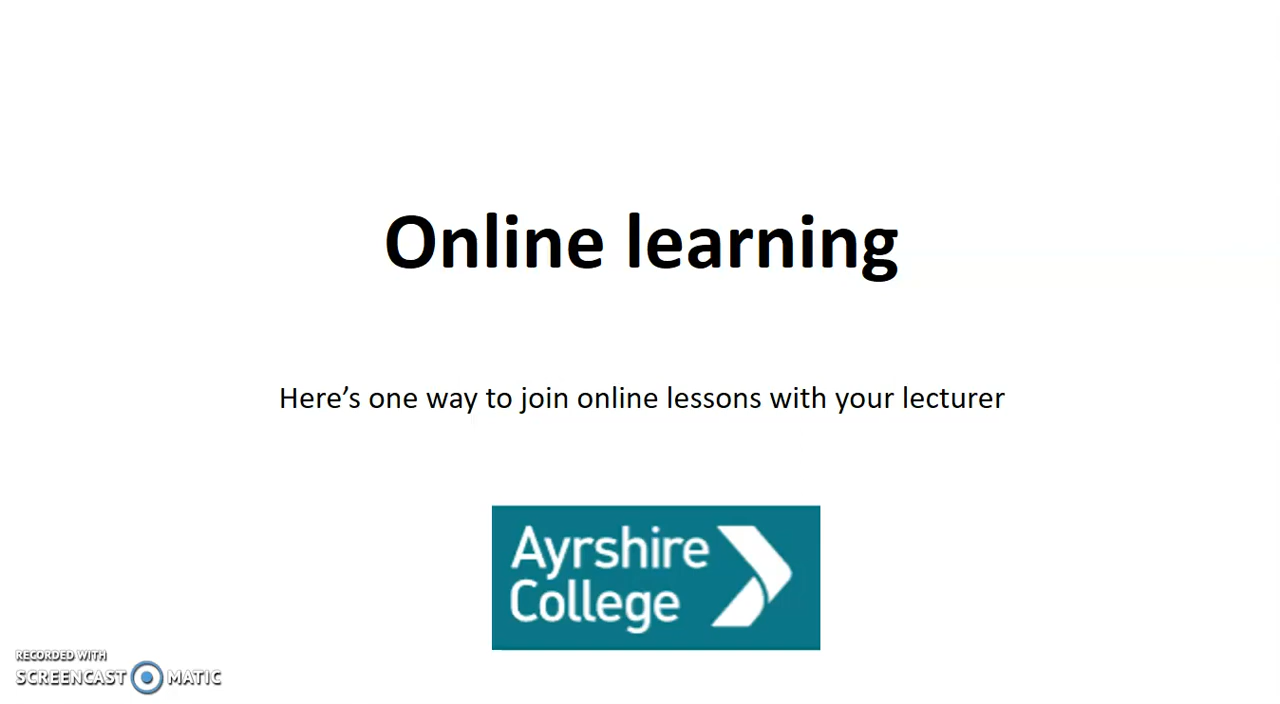 Online learning
Here’s one way to join online lessons with your lecturer
Ayrshire
College
RECORDED WITH
SCREENCAST MATIC